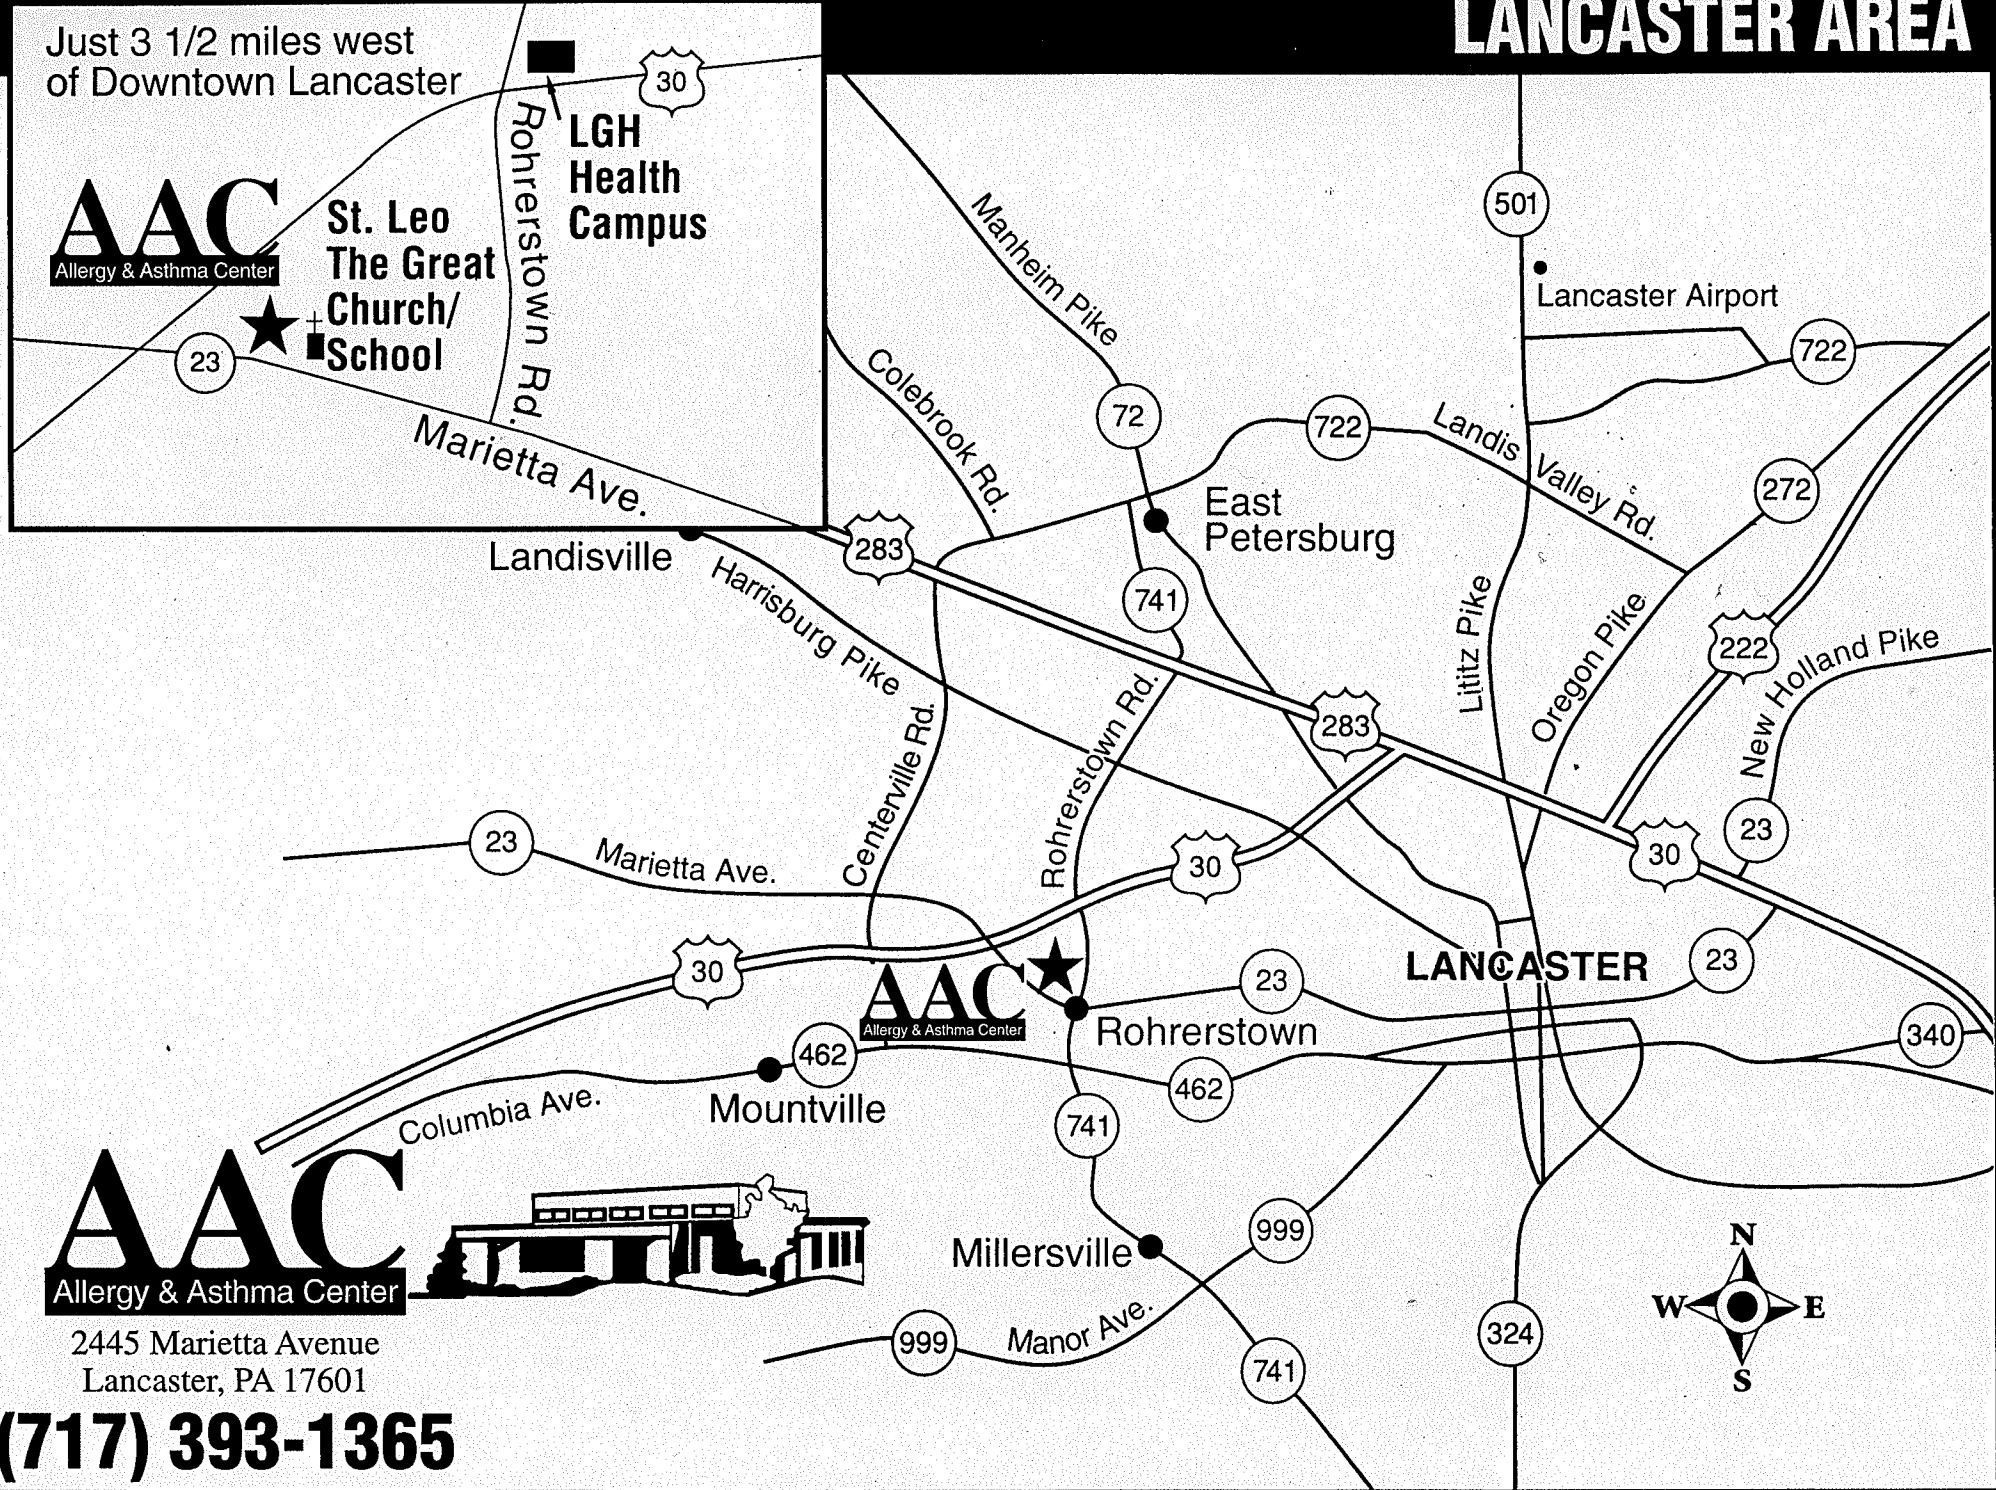 LANCASTER AREA
Just 3 1/2 miles west
of Downtown Lancaster
30
Rohrerstown Rd.
LGH
Health
Campus
AAC
Allergy & Asthma Center
St. Leo
The Great
Church/
School
23
Marietta Ave.
501
Lancaster Airport
Manheim Pike
722
Colebrook Rd.
72
722
Landis Valley Rd.
272
East
Petersburg
283
Landisville
Harrisburg Pike
741
Lititz Pike
Oregon Pike
222
New Holland Pike
Rohrerstown Rd.
283
Centerville Rd.
23
Marietta Ave.
30
30
23
30
LANCASTER
23
23
AAC
Allergy & Asthma Center
Rohrerstown
340
462
Mountville
462
Columbia Ave.
741
Millersville
999
999
Manor Ave.
741
324
N
W
E
S
AAC
Allergy & Asthma Center
2445 Marietta Avenue
Lancaster, PA 17601
(717) 393-1365